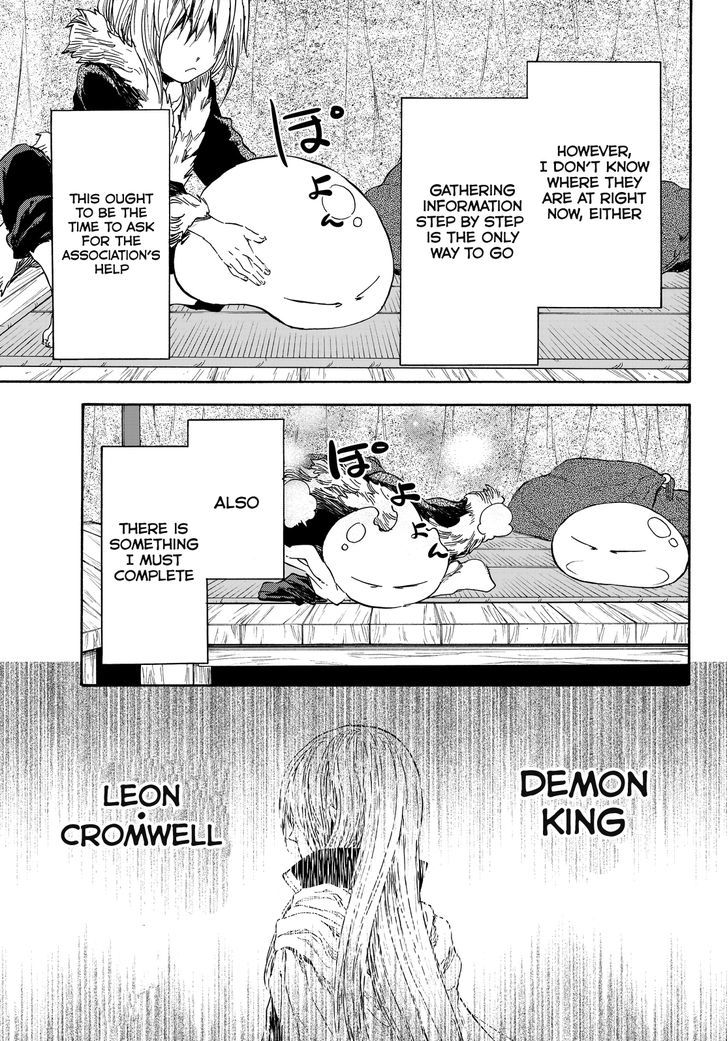 HOWEVER,
I DON'T KNOW
WHERE THEY
ARE AT RIGHT
NOW, EITHER
GATHERING
INFORMATION
STEP BY STEP
IS THE ONLY
WAY TO GO
ぽよん
THIS OUGHT
TO BE THE
TIME TO ASK
FOR THE
ASSOCIATION'S
HELP
ぽよよん
ALSO
THERE IS
SOMETHING
I MUST
COMPLETE
DEMON
KING
LEON
·
CROMWELL